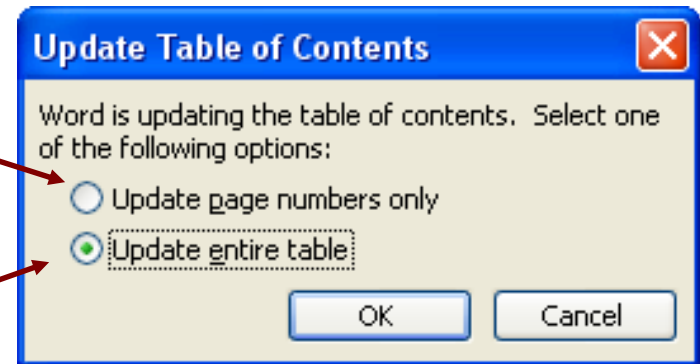 Update Table of Contents
Word is updating the table of contents.  Select one
of the following options:
Update page numbers only
Update entire table
OK
Cancel